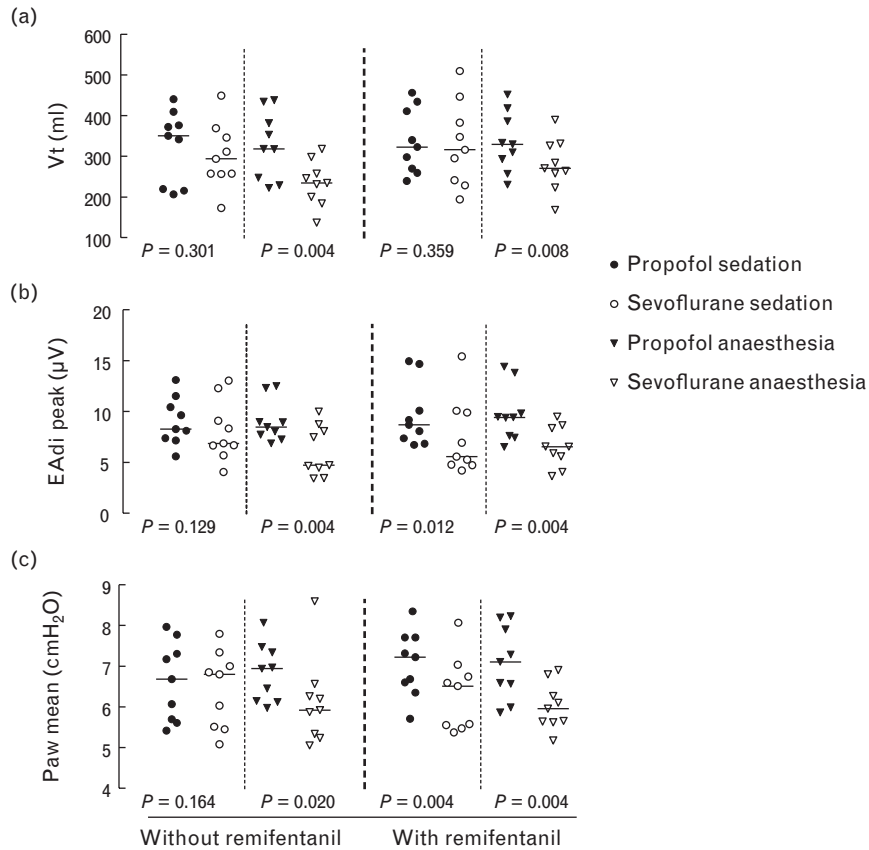 (a)
600
500
400
300
200
100
Vt (ml)
P = 0.301
P = 0.004
P = 0.359
P = 0.008
Propofol sedation
Sevoflurane sedation
Propofol anaesthesia
Sevoflurane anaesthesia
(b)
20
15
10
5
0
EAdi peak (µV)
P = 0.129
P = 0.004
P = 0.012
P = 0.004
(c)
9
8
7
6
5
4
Paw mean (cmH₂O)
P = 0.164
P = 0.020
P = 0.004
P = 0.004
Without remifentanil
With remifentanil